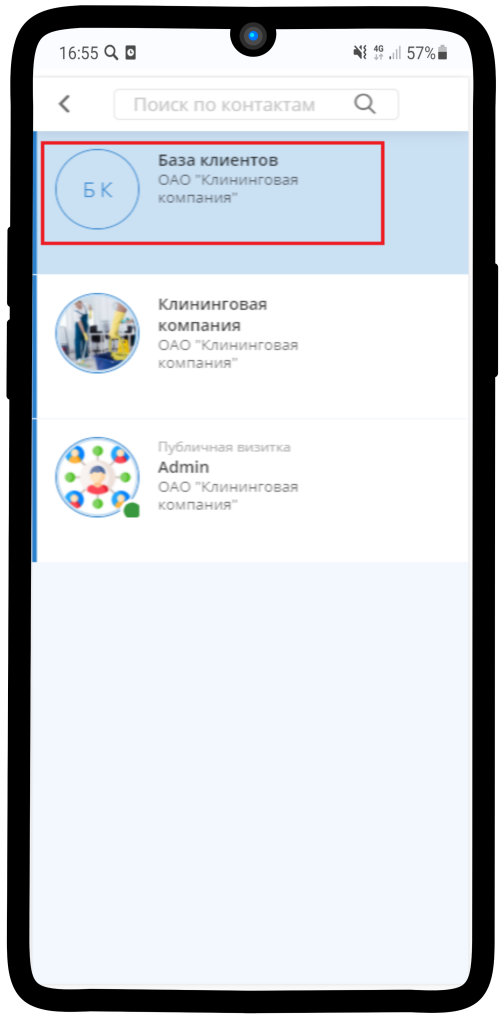 16:55 4G 57%
Поиск по контактам
БК
База клиентов
ОАО "Клининговая
компания"
Клининговая
компания
ОАО "Клининговая
компания"
Публичная визитка
Admin
ОАО "Клининговая
компания"